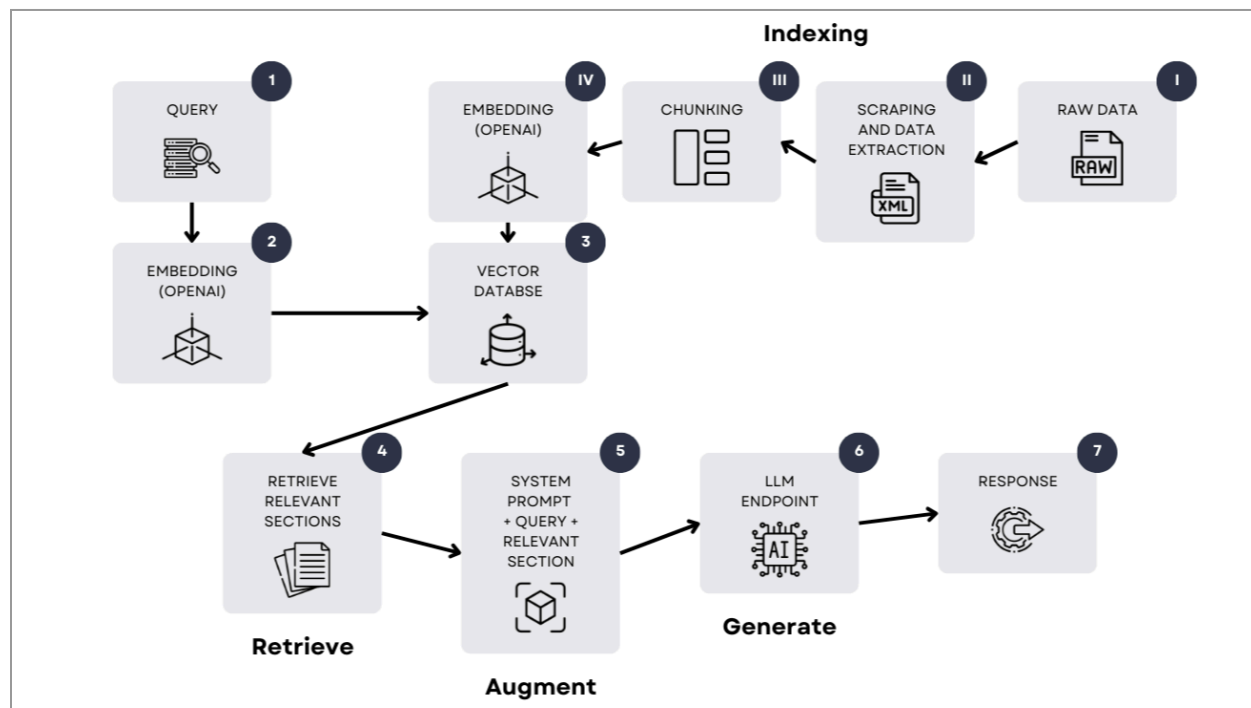 Indexing
1
QUERY
IV
EMBEDDING
(OPENAI)
III
CHUNKING
II
SCRAPING
AND DATA
EXTRACTION
XML
I
RAW DATA
RAW
2
EMBEDDING
(OPENAI)
3
VECTOR
DATABSE
4
RETRIEVE
RELEVANT
SECTIONS
Retrieve
5
SYSTEM
PROMPT
+ QUERY +
RELEVANT
SECTION
Augment
6
LLM
ENDPOINT
AI
Generate
7
RESPONSE